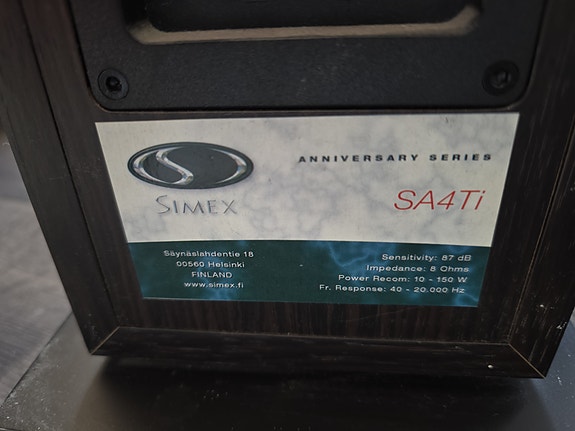 ANNIVERSARY SERIES
SIMEX
SA4Ti
Säynäslahdentie 18
00560 Helsinki
FINLAND
www.simex.fi
Sensitivity: 87 dB
Impedance: 8 Ohms
Power Recom: 10 - 150 W
Fr. Response: 40 - 20.000 Hz